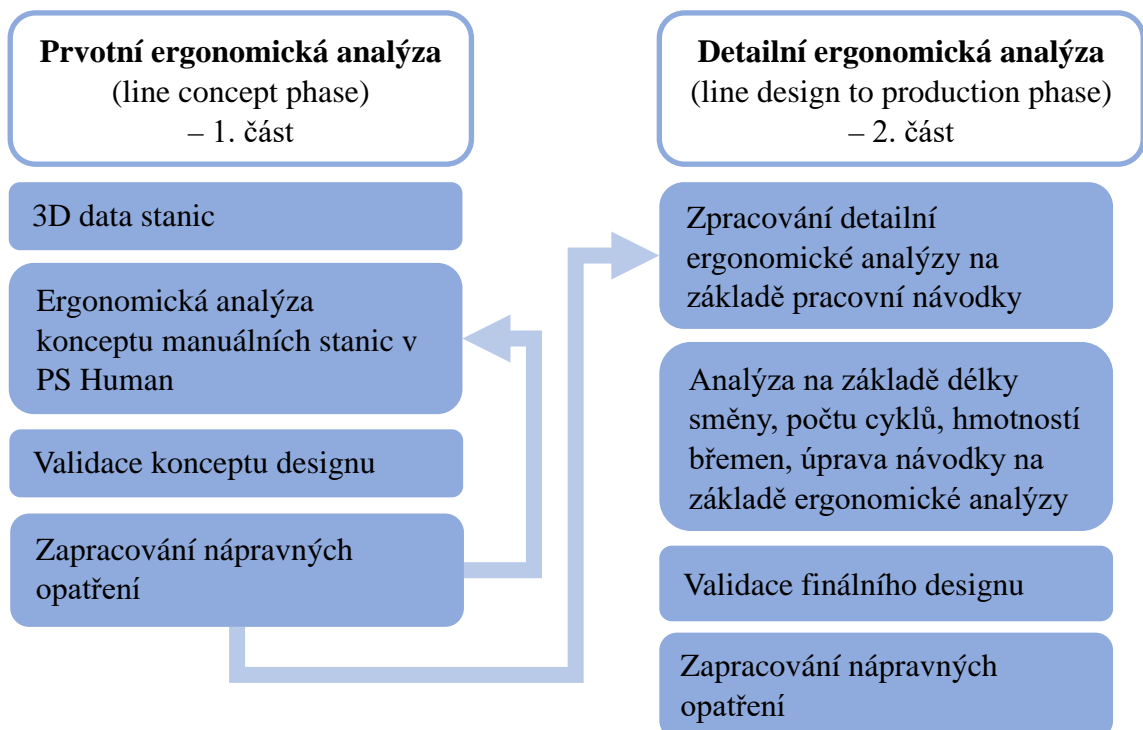 Prvotní ergonomická analýza
(line concept phase)
– 1. část
3D data stanic
Ergonomická analýza
konceptu manuálních stanic v
PS Human
Validace konceptu designu
Zapracování nápravných
opatření
Detailní ergonomická analýza
(line design to production phase)
– 2. část
Zpracování detailní
ergonomické analýzy na
základě pracovní návodky
Analýza na základě délky
směny, počtu cyklů, hmotností
břemen, úprava návodky na
základě ergonomické analýzy
Validace finálního designu
Zapracování nápravných
opatření